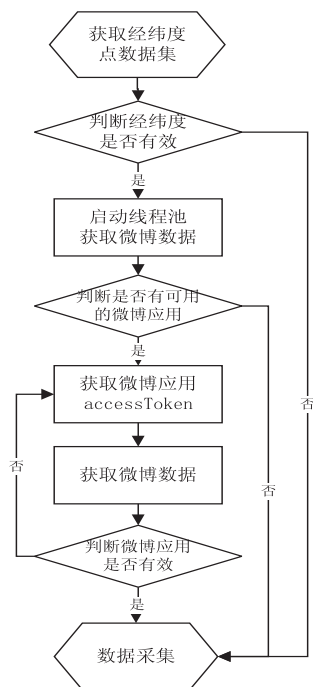 获取经纬度
点数据集
判断经纬度
是否有效
是
启动线程池
获取微博数据
判断是否有可用
的微博应用
是
获取微博应用
accessToken
否
获取微博数据
否
否
判断微博应用
是否有效
是
数据采集